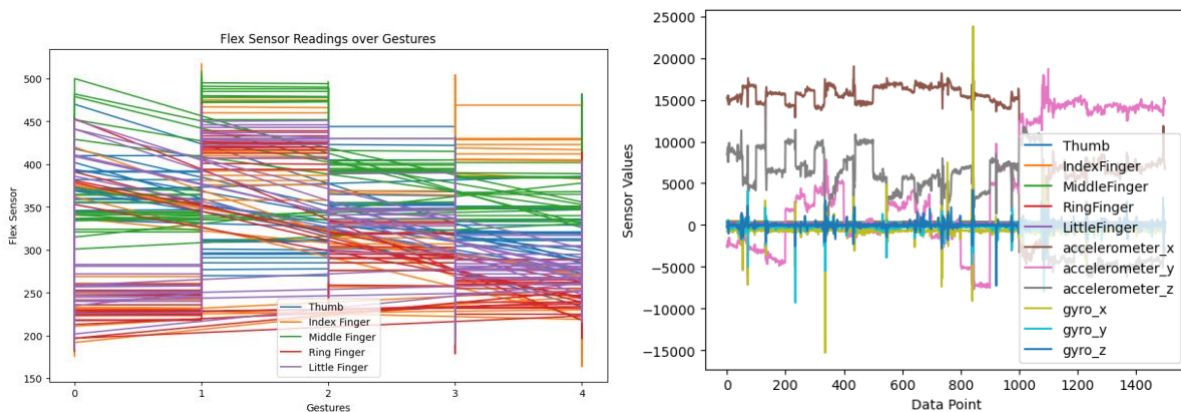 Flex Sensor Readings over Gestures
500
450
400
350
300
250
200
150
Flex Sensor
Thumb
Index Finger
Middle Finger
Ring Finger
Little Finger
0 1 2 3 4
Gestures
25000
20000
15000
10000
5000
0
−5000
−10000
−15000
Sensor Values
Thumb
IndexFinger
MiddleFinger
RingFinger
LittleFinger
accelerometer_x
accelerometer_y
accelerometer_z
gyro_x
gyro_y
gyro_z
0 200 400 600 800 1000 1200 1400
Data Point